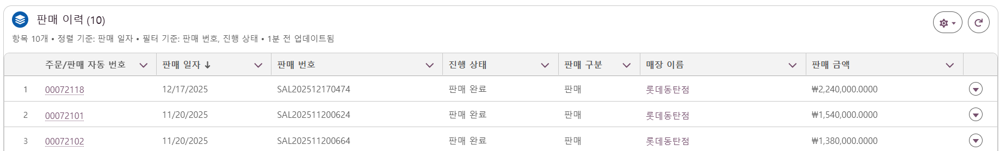 판매 이력 (10)
항목 10개 • 정렬 기준: 판매 일자 • 필터 기준: 판매 번호, 진행 상태 • 1분 전 업데이트됨
주문/판매 자동 번호 판매 일자 ↓ 판매 번호 진행 상태 판매 구분 매장 이름 판매 금액
1 00072118 12/17/2025 SAL202512170474 판매 완료 판매 롯데동탄점 ₩2,240,000.0000
2 00072101 11/20/2025 SAL202511200624 판매 완료 판매 롯데동탄점 ₩1,540,000.0000
3 00072102 11/20/2025 SAL202511200664 판매 완료 판매 롯데동탄점 ₩1,380,000.0000